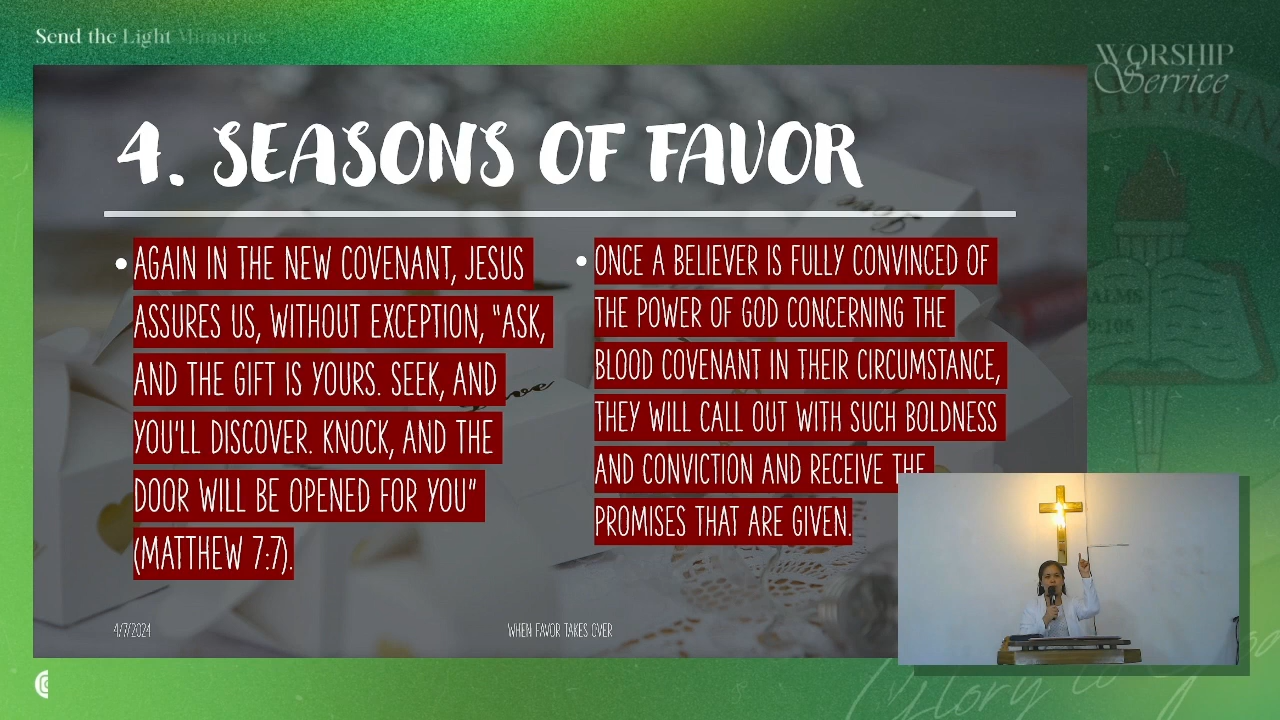 Send the Light Ministries
WORSHIP
Service
4. SEASONS OF FAVOR
• AGAIN IN THE NEW COVENANT, JESUS
ASSURES US, WITHOUT EXCEPTION, "ASK,
AND THE GIFT IS YOURS. SEEK, AND
YOU'LL DISCOVER. KNOCK, AND THE
DOOR WILL BE OPENED FOR YOU"
(MATTHEW 7:7).
• ONCE A BELIEVER IS FULLY CONVINCED OF
THE POWER OF GOD CONCERNING THE
BLOOD COVENANT IN THEIR CIRCUMSTANCE,
THEY WILL CALL OUT WITH SUCH BOLDNESS
AND CONVICTION AND RECEIVE THE
PROMISES THAT ARE GIVEN.
Love
4/7/2024
WHEN FAVOR TAKES OVER
Glory to